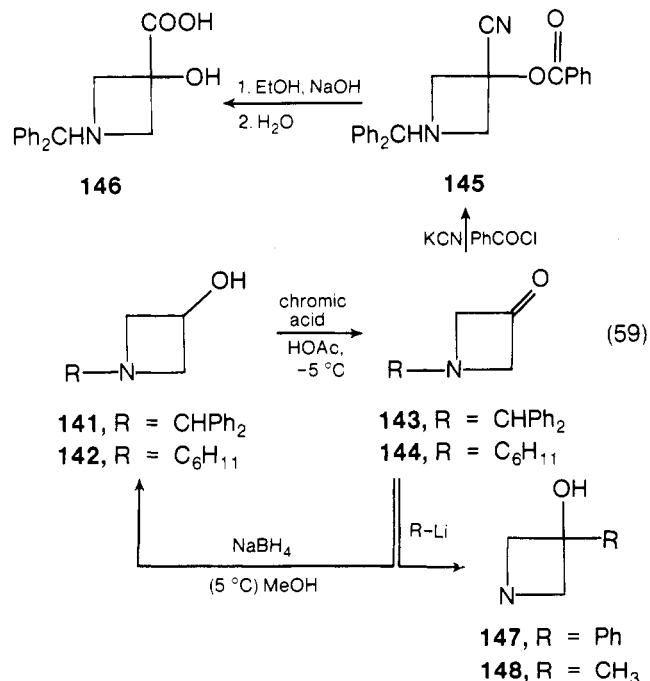 COOH
OH
Ph₂CHN
146
1. EtOH, NaOH
2. H₂O
CN
O
OCPh
Ph₂CHN
145
KCN PhCOCl
OH
R N
chromic
acid
HOAc,
−5 °C
O
R N
(59)
141, R = CHPh₂
142, R = C₆H₁₁
143, R = CHPh₂
144, R = C₆H₁₁
NaBH₄
(5 °C) MeOH
R–Li
OH
R
N
147, R = Ph
148, R = CH₃